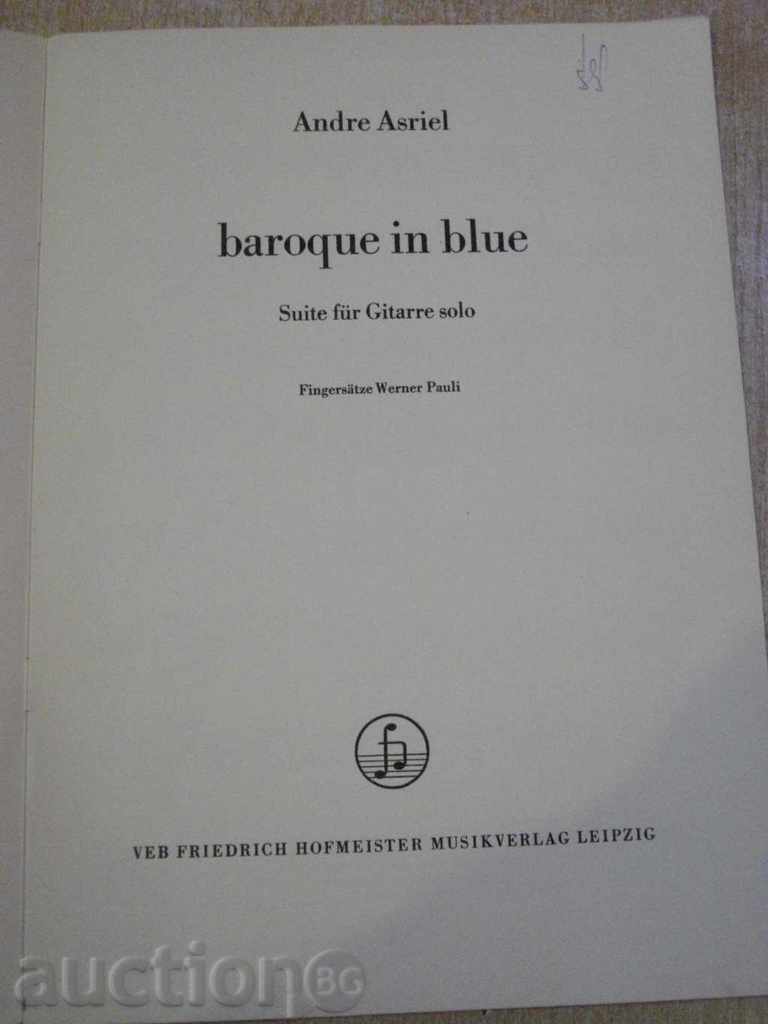 Andre Asriel
baroque in blue
Suite für Gitarre solo
Fingersätze Werner Pauli
VEB FRIEDRICH HOFMEISTER MUSIKVERLAG LEIPZIG
auction BG